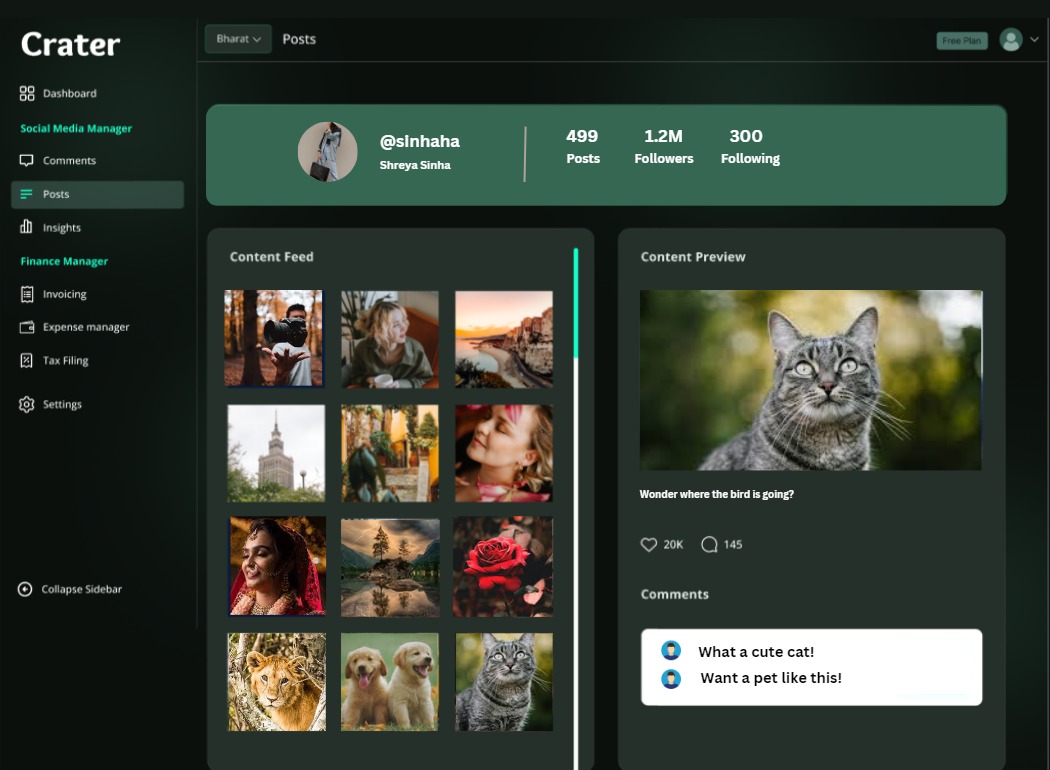 Crater
Bharat
Posts
Free Plan
Dashboard
Social Media Manager
Comments
Posts
Insights
Finance Manager
Invoicing
Expense manager
Tax Filing
Settings
Collapse Sidebar
@sinhaha
Shreya Sinha
499 1.2M 300
Posts Followers Following
Content Feed
Content Preview
Wonder where the bird is going?
20K 145
Comments
What a cute cat!
Want a pet like this!